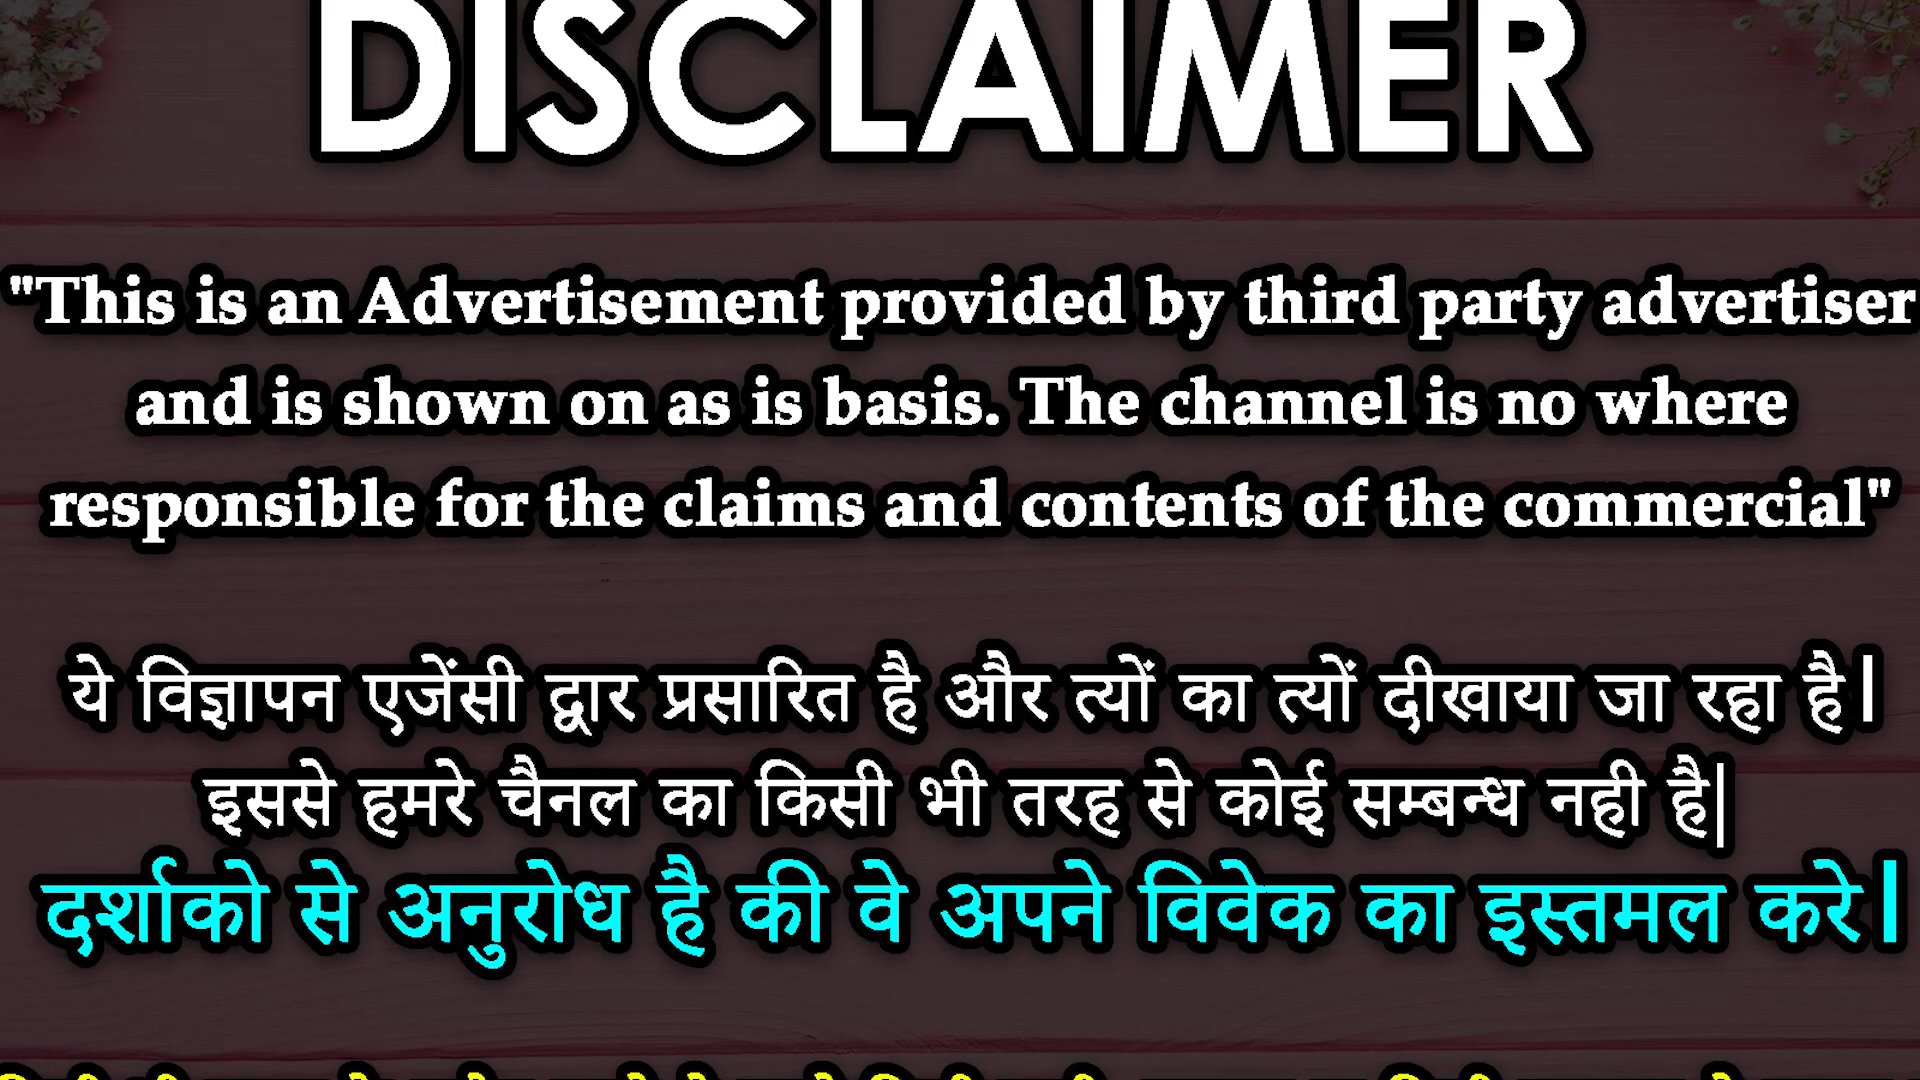 DISCLAIMER
"This is an Advertisement provided by third party advertiser
and is shown on as is basis. The channel is no where
responsible for the claims and contents of the commercial"
ये विज्ञापन एजेंसी द्वार प्रसारित है और त्यों का त्यों दीखाया जा रहा है।
इससे हमरे चैनल का किसी भी तरह से कोई सम्बन्ध नही है|
दर्शाको से अनुरोध है की वे अपने विवेक का इस्तमल करे।